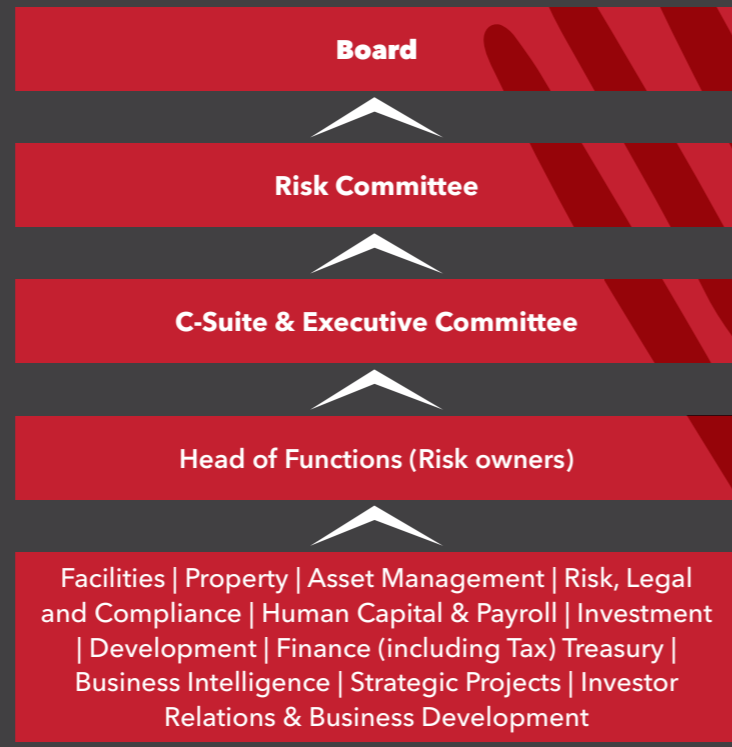 Board
Risk Committee
C-Suite & Executive Committee
Head of Functions (Risk owners)
Facilities | Property | Asset Management | Risk, Legal
and Compliance | Human Capital & Payroll | Investment
| Development | Finance (including Tax) Treasury |
Business Intelligence | Strategic Projects | Investor
Relations & Business Development